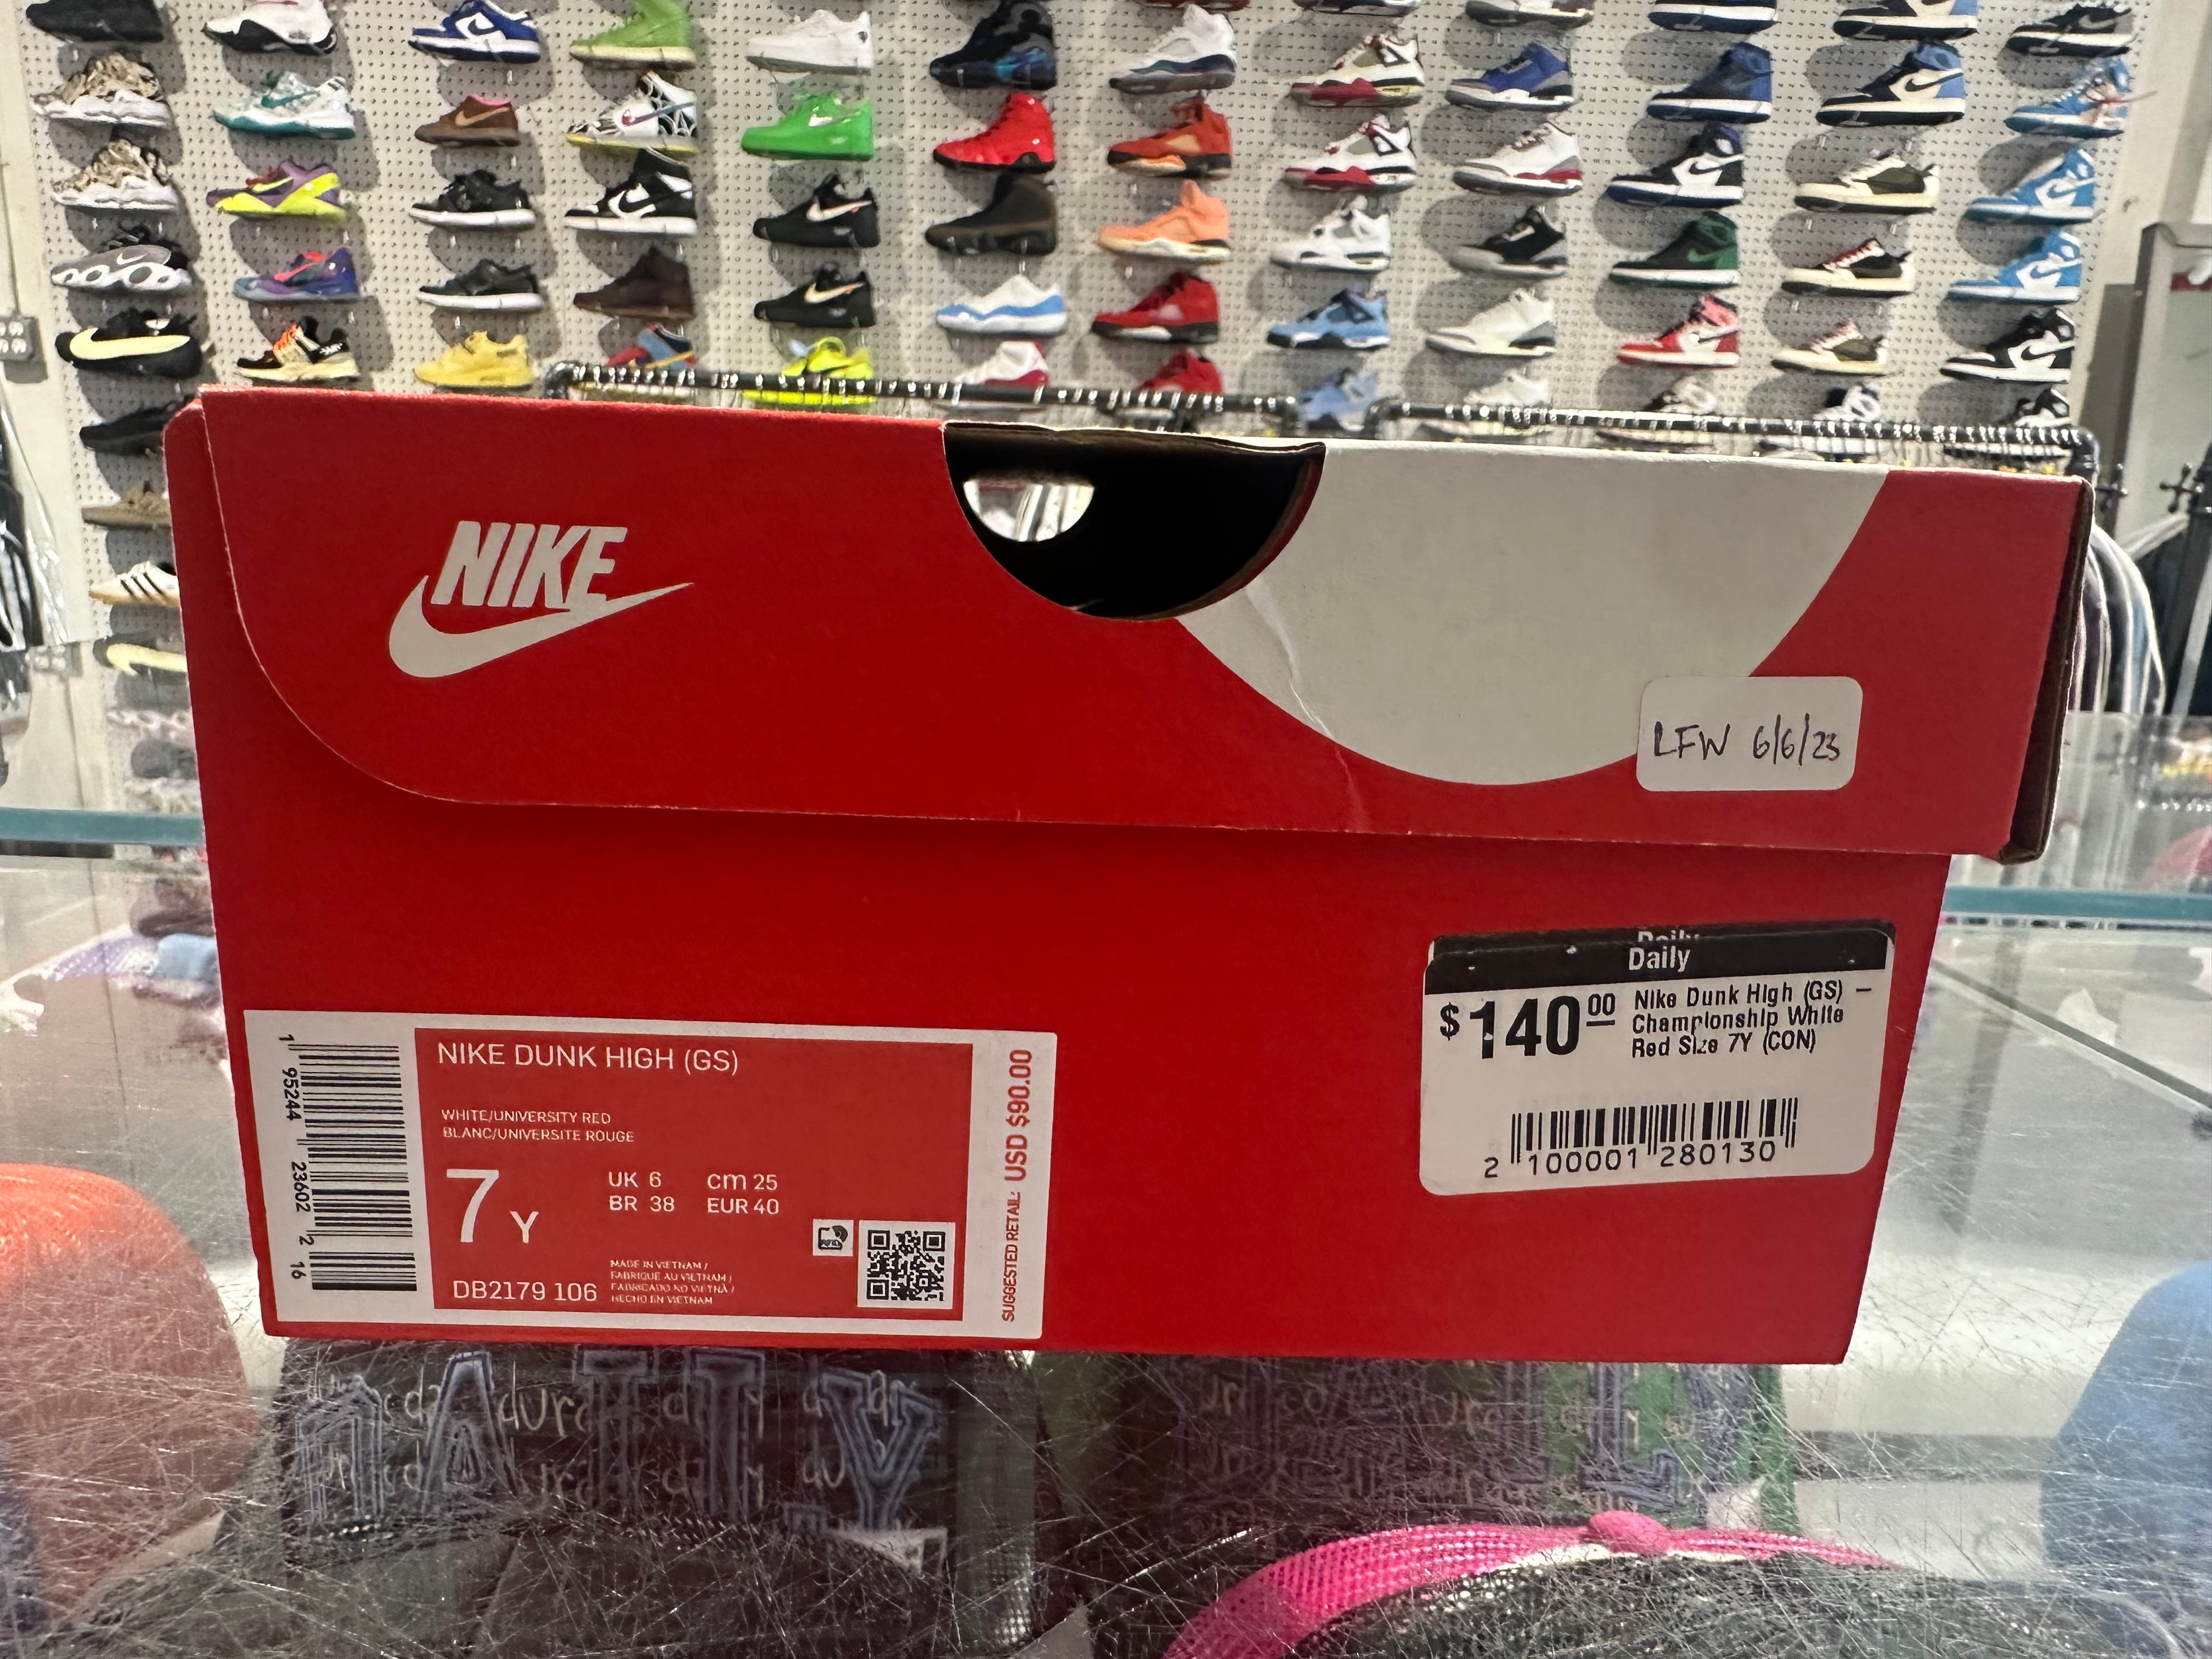 NIKE
LFW 6/6/23
Daily
Daily
$140.00
Nike Dunk High (GS) –
Championship White
Red Size 7Y (CON)
2 100001 280130
NIKE DUNK HIGH (GS)
WHITE/UNIVERSITY RED
BLANC/UNIVERSITE ROUGE
7Y
UK 6 cm 25
BR 38 EUR 40
DB2179 106
MADE IN VIETNAM /
FABRIQUÉ AU VIETNAM /
FABRICADO NO VIETNÃ /
HECHO EN VIETNAM
1 95244 23602 2 16
SUGGESTED RETAIL: USD $90.00